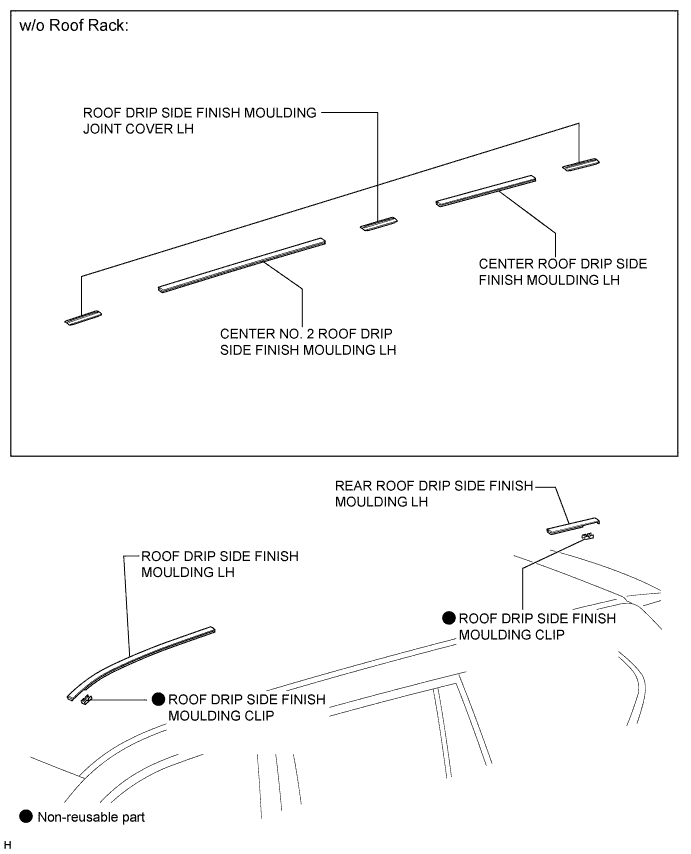 w/o Roof Rack:
ROOF DRIP SIDE FINISH MOULDING
JOINT COVER LH
CENTER ROOF DRIP SIDE
FINISH MOULDING LH
CENTER NO. 2 ROOF DRIP
SIDE FINISH MOULDING LH
REAR ROOF DRIP SIDE FINISH
MOULDING LH
ROOF DRIP SIDE FINISH
MOULDING LH
ROOF DRIP SIDE FINISH
MOULDING CLIP
ROOF DRIP SIDE FINISH
MOULDING CLIP
Non-reusable part
H